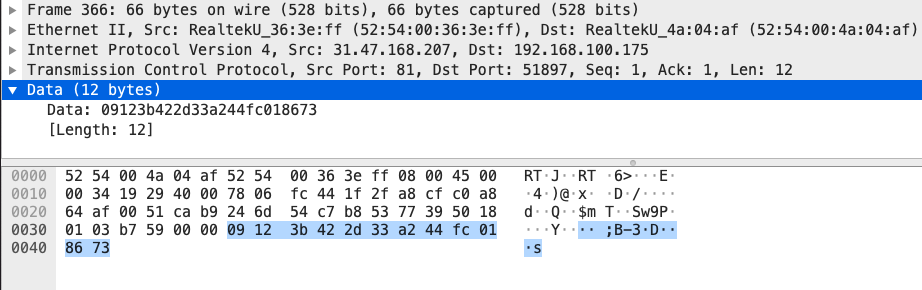 Frame 366: 66 bytes on wire (528 bits), 66 bytes captured (528 bits)
Ethernet II, Src: RealtekU_36:3e:ff (52:54:00:36:3e:ff), Dst: RealtekU_4a:04:af (52:54:00:4a:04:af)
Internet Protocol Version 4, Src: 31.47.168.207, Dst: 192.168.100.175
Transmission Control Protocol, Src Port: 81, Dst Port: 51897, Seq: 1, Ack: 1, Len: 12
Data (12 bytes)
Data: 09123b422d33a244fc018673
[Length: 12]
0000 52 54 00 4a 04 af 52 54 00 36 3e ff 08 00 45 00 RT·J··RT ·6>···E·
0010 00 34 19 29 40 00 78 06 fc 44 1f 2f a8 cf c0 a8 ·4·)@·x· ·D·/····
0020 64 af 00 51 ca b9 24 6d 54 c7 b8 53 77 39 50 18 d··Q··$m T··Sw9P·
0030 01 03 b7 59 00 00 09 12 3b 42 2d 33 a2 44 fc 01 ···Y···· ;B-3·D··
0040 86 73 ·s